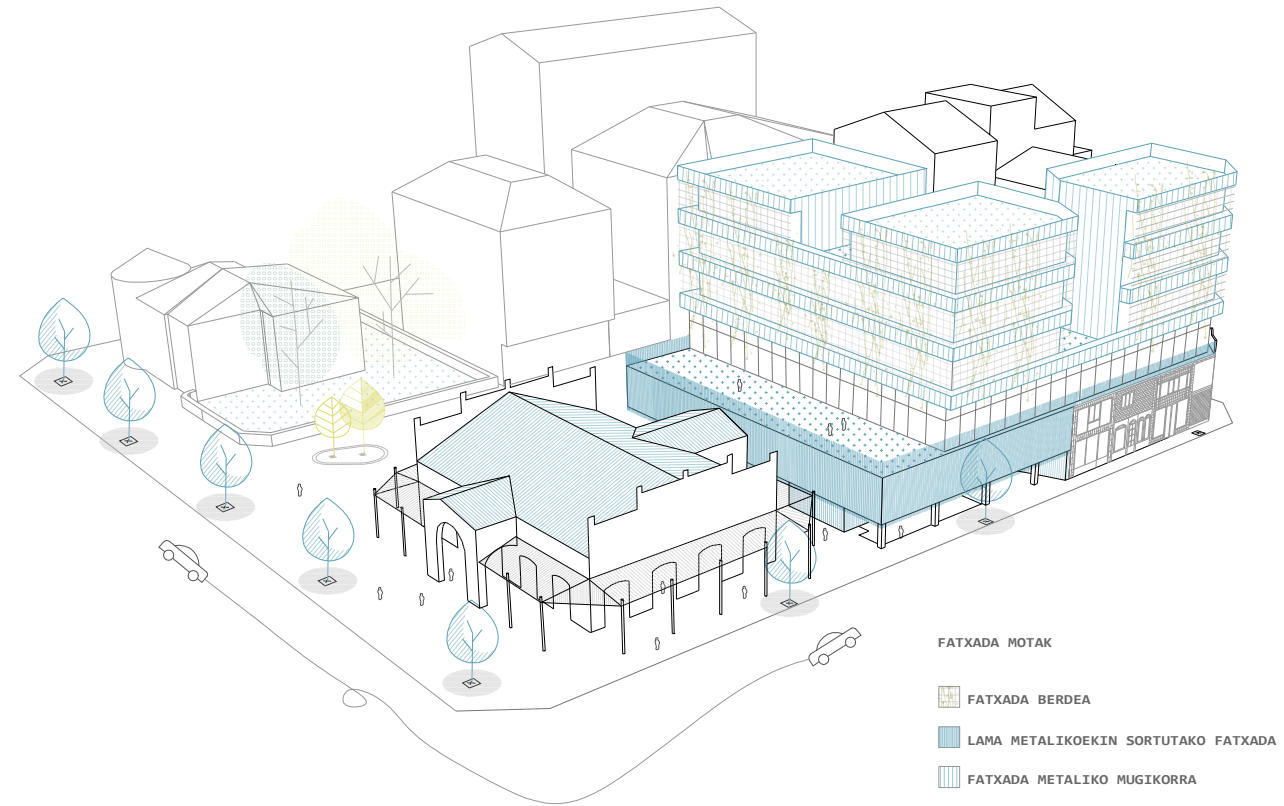 FATXADA MOTAK
FATXADA BERDEA
LAMA METALIKOEKIN SORTUTAKO FATXADA
FATXADA METALIKO MUGIKORRA